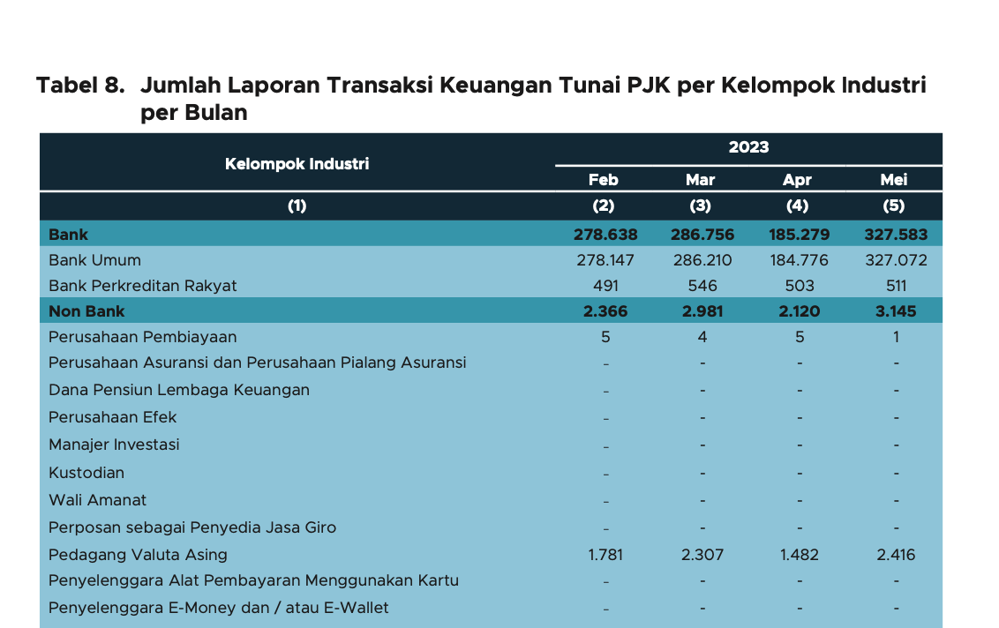 Tabel 8. Jumlah Laporan Transaksi Keuangan Tunai PJK per Kelompok Industri
per Bulan
Kelompok Industri 2023
Feb Mar Apr Mei
(1) (2) (3) (4) (5)
Bank 278.638 286.756 185.279 327.583
Bank Umum 278.147 286.210 184.776 327.072
Bank Perkreditan Rakyat 491 546 503 511
Non Bank 2.366 2.981 2.120 3.145
Perusahaan Pembiayaan 5 4 5 1
Perusahaan Asuransi dan Perusahaan Pialang Asuransi - - - -
Dana Pensiun Lembaga Keuangan - - - -
Perusahaan Efek - - - -
Manajer Investasi - - - -
Kustodian - - - -
Wali Amanat - - - -
Perposan sebagai Penyedia Jasa Giro - - - -
Pedagang Valuta Asing 1.781 2.307 1.482 2.416
Penyelenggara Alat Pembayaran Menggunakan Kartu - - - -
Penyelenggara E-Money dan / atau E-Wallet - - - -